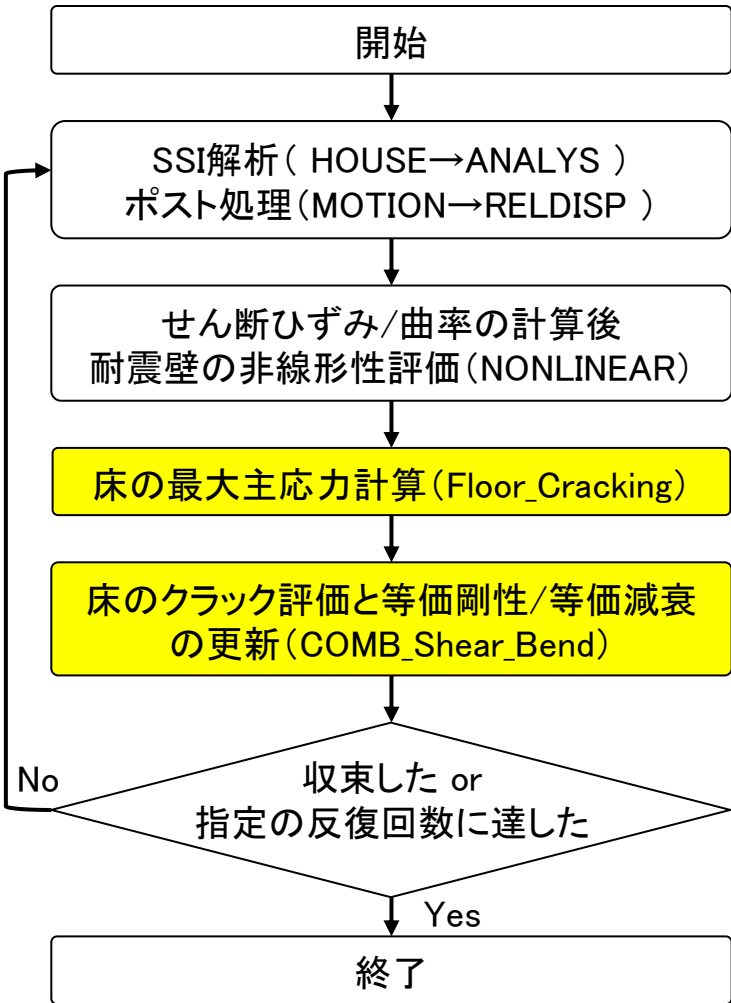 開始
SSI解析( HOUSE→ANALYS )
ポスト処理(MOTION→RELDISP )
せん断ひずみ/曲率の計算後
耐震壁の非線形性評価(NONLINEAR)
床の最大主応力計算(Floor_Cracking)
床のクラック評価と等価剛性/等価減衰
の更新(COMB_Shear_Bend)
No
収束した or
指定の反復回数に達した
Yes
終了